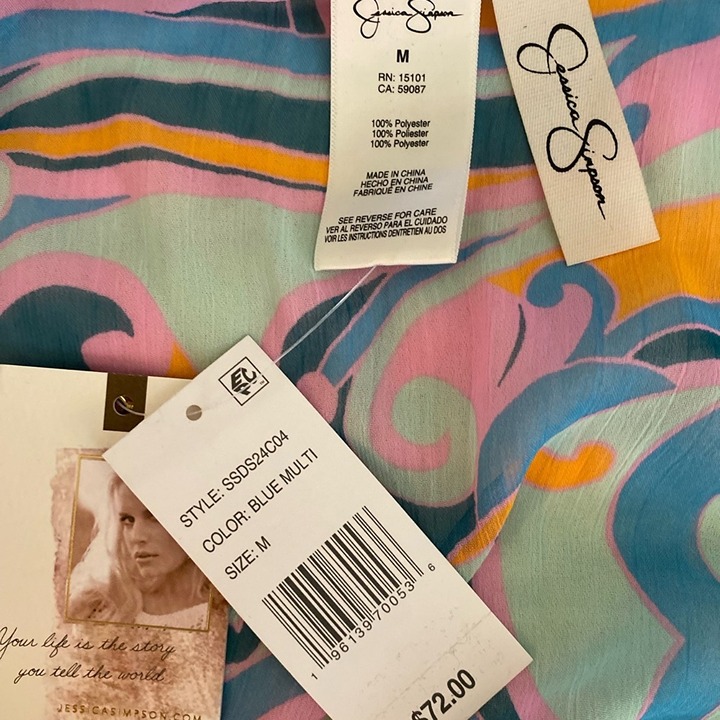 Jessica Simpson
M
RN: 15101
CA: 59087
100% Polyester
100% Poliester
100% Polyester
MADE IN CHINA
HECHO EN CHINA
FABRIQUÉ EN CHINE
SEE REVERSE FOR CARE
VER AL REVERSO PARA EL CUIDADO
VOIR LES INSTRUCTIONS D'ENTRETIEN AU DOS
Jessica Simpson
EFC
STYLE: SSDS24C04
COLOR: BLUE MULTI
SIZE: M
1 96139 70053 6
$72.00
Your life is the story
you tell the world
JESSICASIMPSON.COM